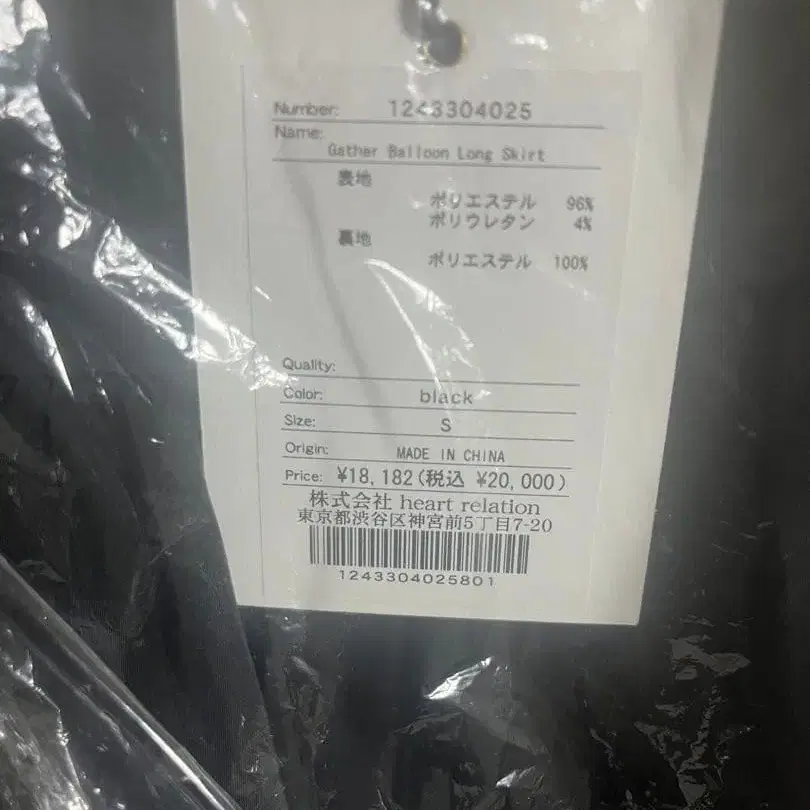 Number: 1243304025
Name:
Gather Balloon Long Skirt
表地
ポリエステル 96%
ポリウレタン 4%
裏地
ポリエステル 100%
Quality:
Color: black
Size: S
Origin: MADE IN CHINA
Price: ¥18,182(税込 ¥20,000)
株式会社 heart relation
東京都渋谷区神宮前5丁目7-20
1243304025801